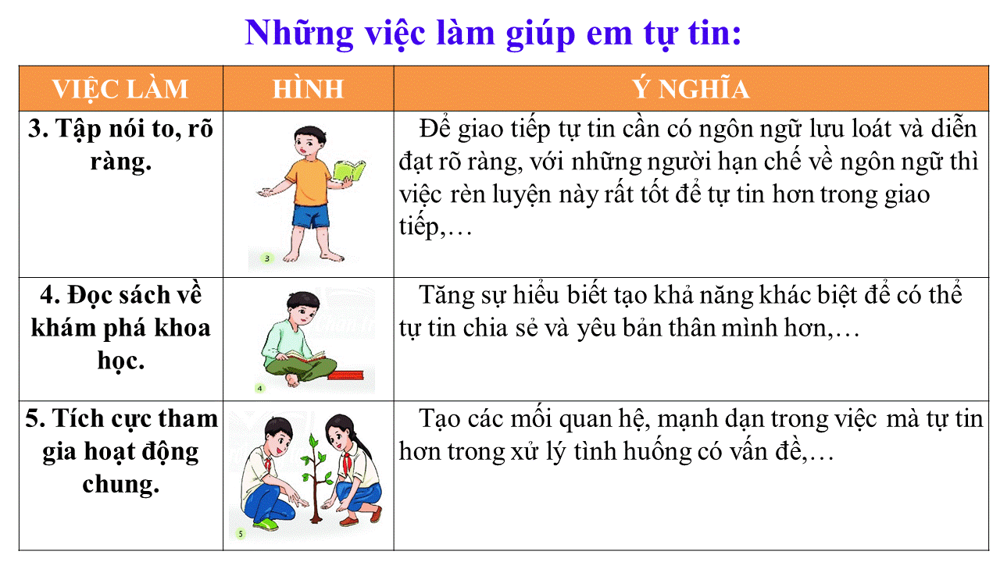 Những việc làm giúp em tự tin:
VIỆC LÀM
HÌNH
Ý NGHĨA
3. Tập nói to, rõ
ràng.
3
Để giao tiếp tự tin cần có ngôn ngữ lưu loát và diễn
đạt rõ ràng, với những người hạn chế về ngôn ngữ thì
việc rèn luyện này rất tốt để tự tin hơn trong giao
tiếp,…
4. Đọc sách về
khám phá khoa
học.
4
Tăng sự hiểu biết tạo khả năng khác biệt để có thể
tự tin chia sẻ và yêu bản thân mình hơn,…
5. Tích cực tham
gia hoạt động
chung.
5
Tạo các mối quan hệ, mạnh dạn trong việc mà tự tin
hơn trong xử lý tình huống có vấn đề,…